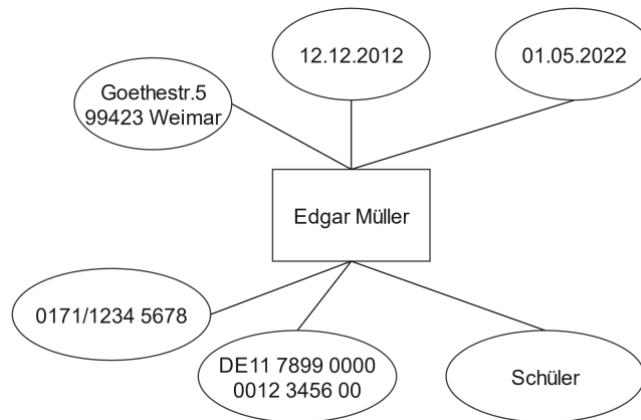 12.12.2012
01.05.2022
Goethestr.5
99423 Weimar
Edgar Müller
0171/1234 5678
DE11 7899 0000
0012 3456 00
Schüler